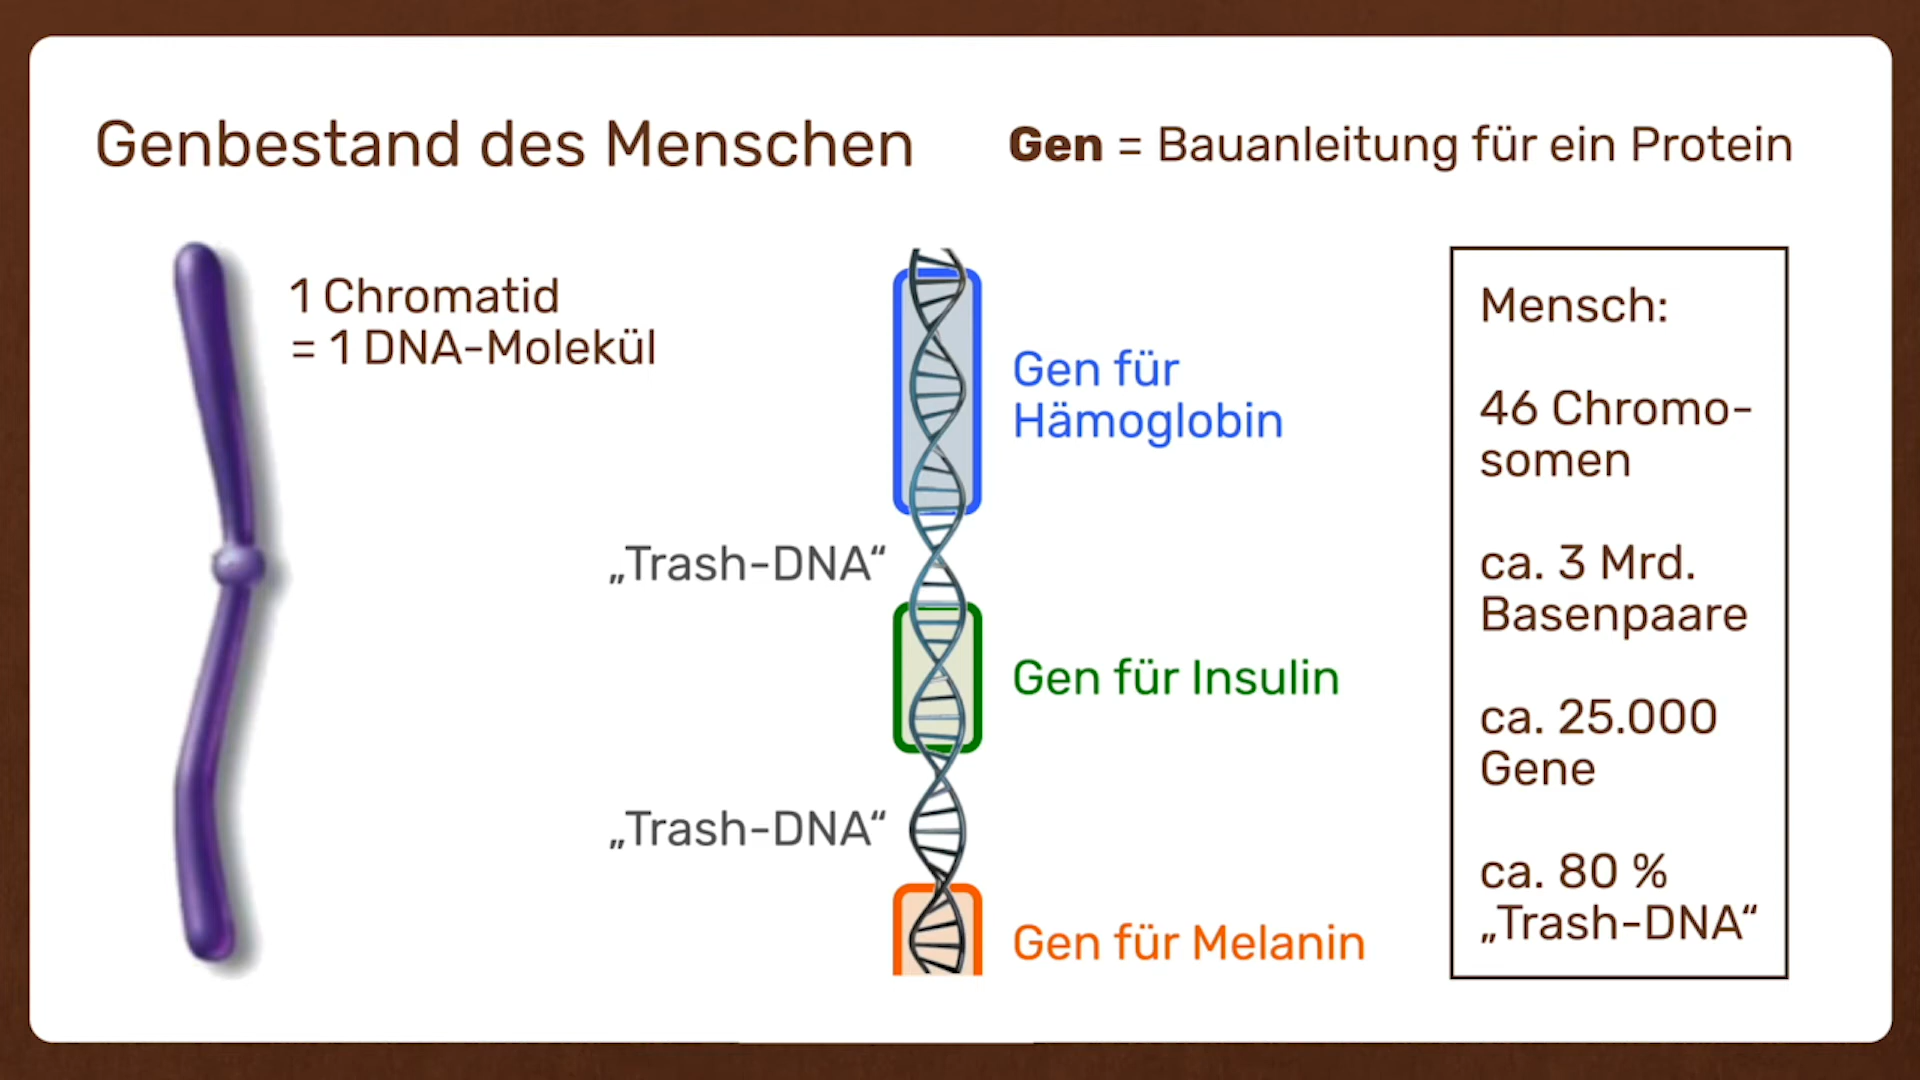 Genbestand des Menschen
Gen = Bauanleitung für ein Protein
1 Chromatid
= 1 DNA-Molekül
Gen für
Hämoglobin
„Trash-DNA“
Gen für Insulin
„Trash-DNA“
Gen für Melanin
Mensch:
46 Chromo-
somen
ca. 3 Mrd.
Basenpaare
ca. 25.000
Gene
ca. 80 %
„Trash-DNA“